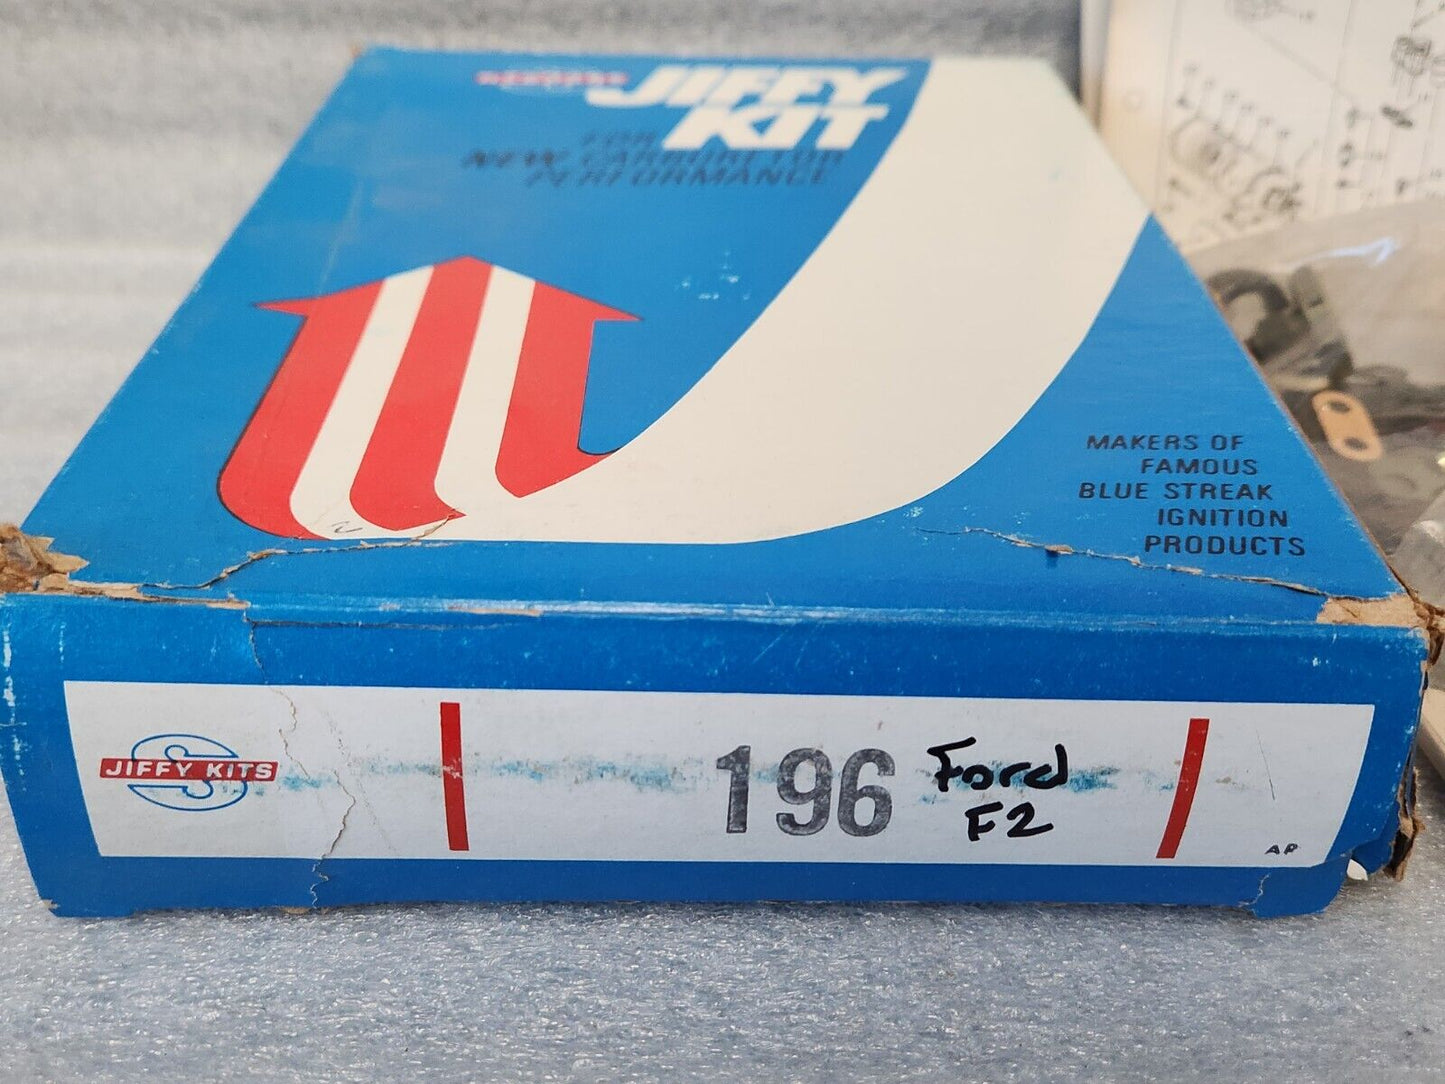 JIFFY
KIT
FOR
NEW CARBURETOR
PERFORMANCE
MAKERS OF
FAMOUS
BLUE STREAK
IGNITION
PRODUCTS
JIFFY KITS
196
Ford
F2
AP